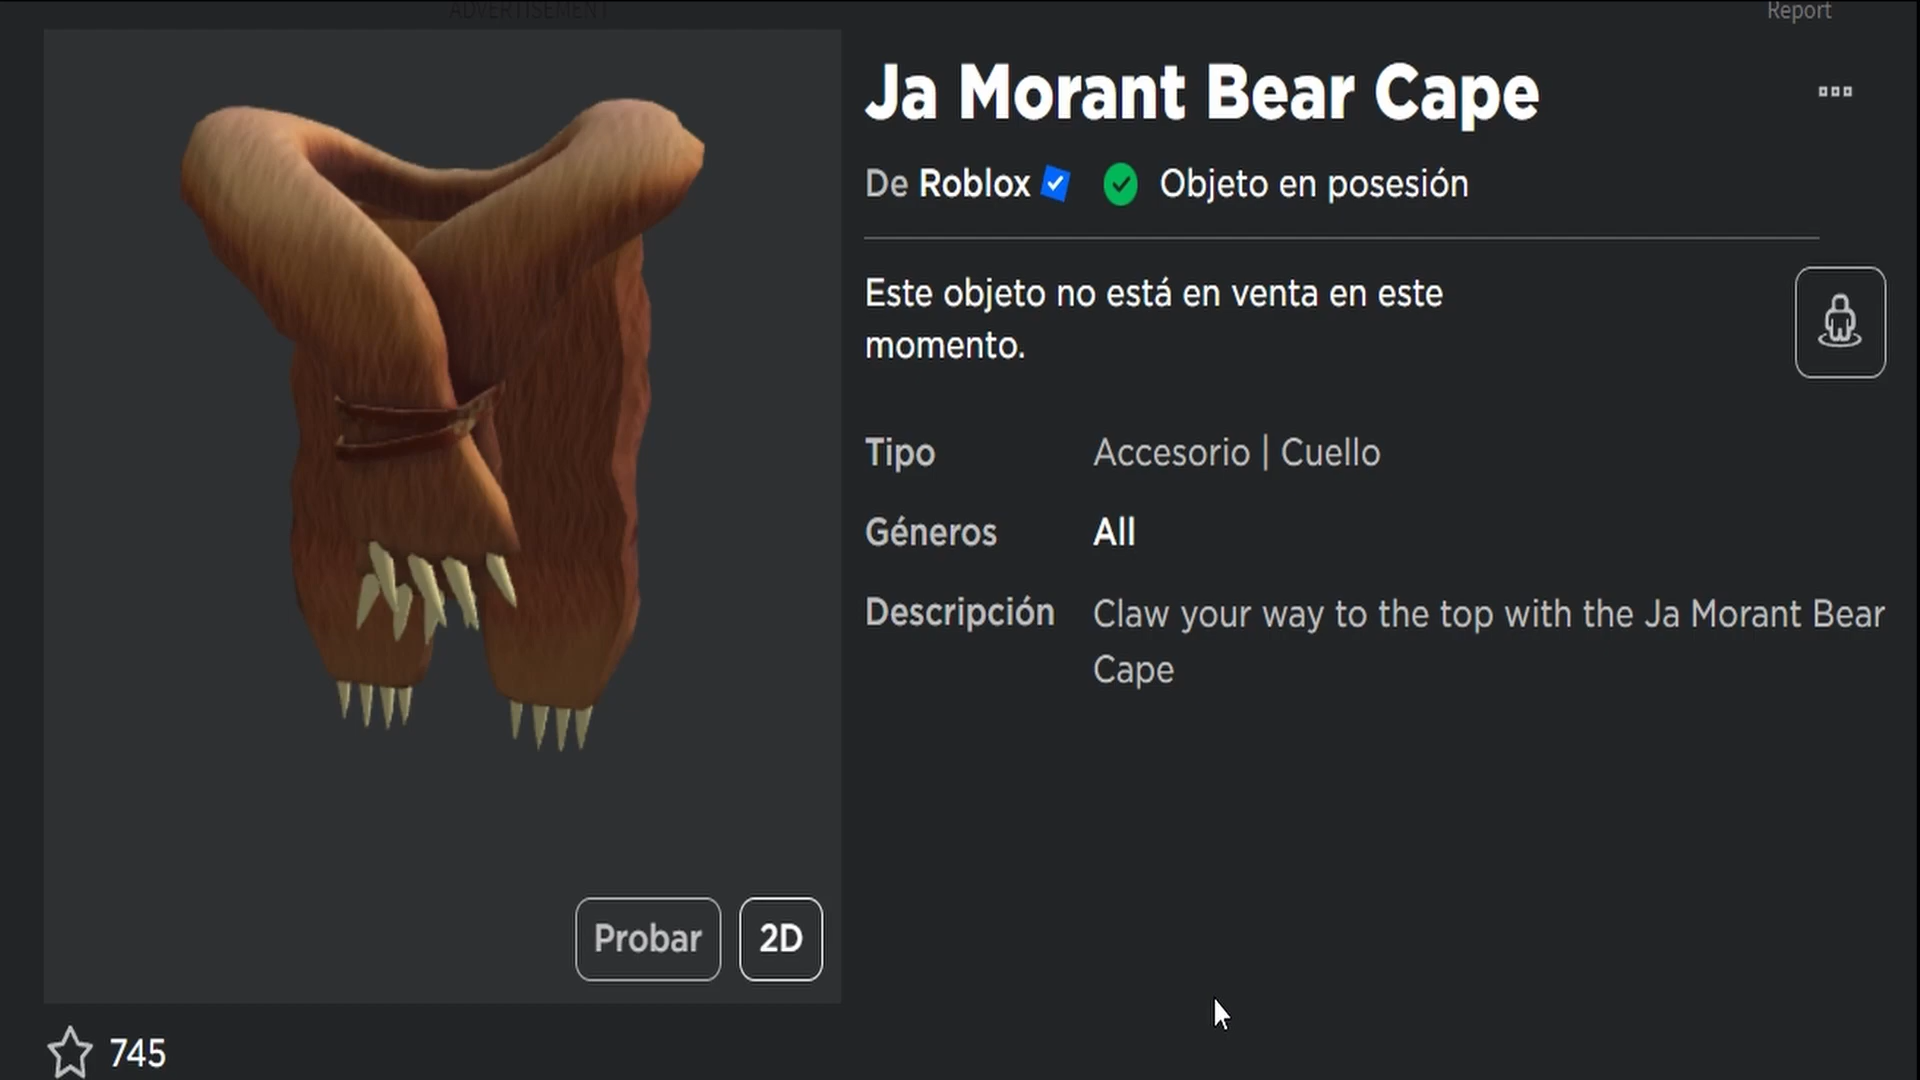 ADVERTISEMENT
Report
Ja Morant Bear Cape
De Roblox Objeto en posesión
Este objeto no está en venta en este
momento.
Tipo Accesorio | Cuello
Géneros All
Descripción Claw your way to the top with the Ja Morant Bear
Cape
Probar 2D
745